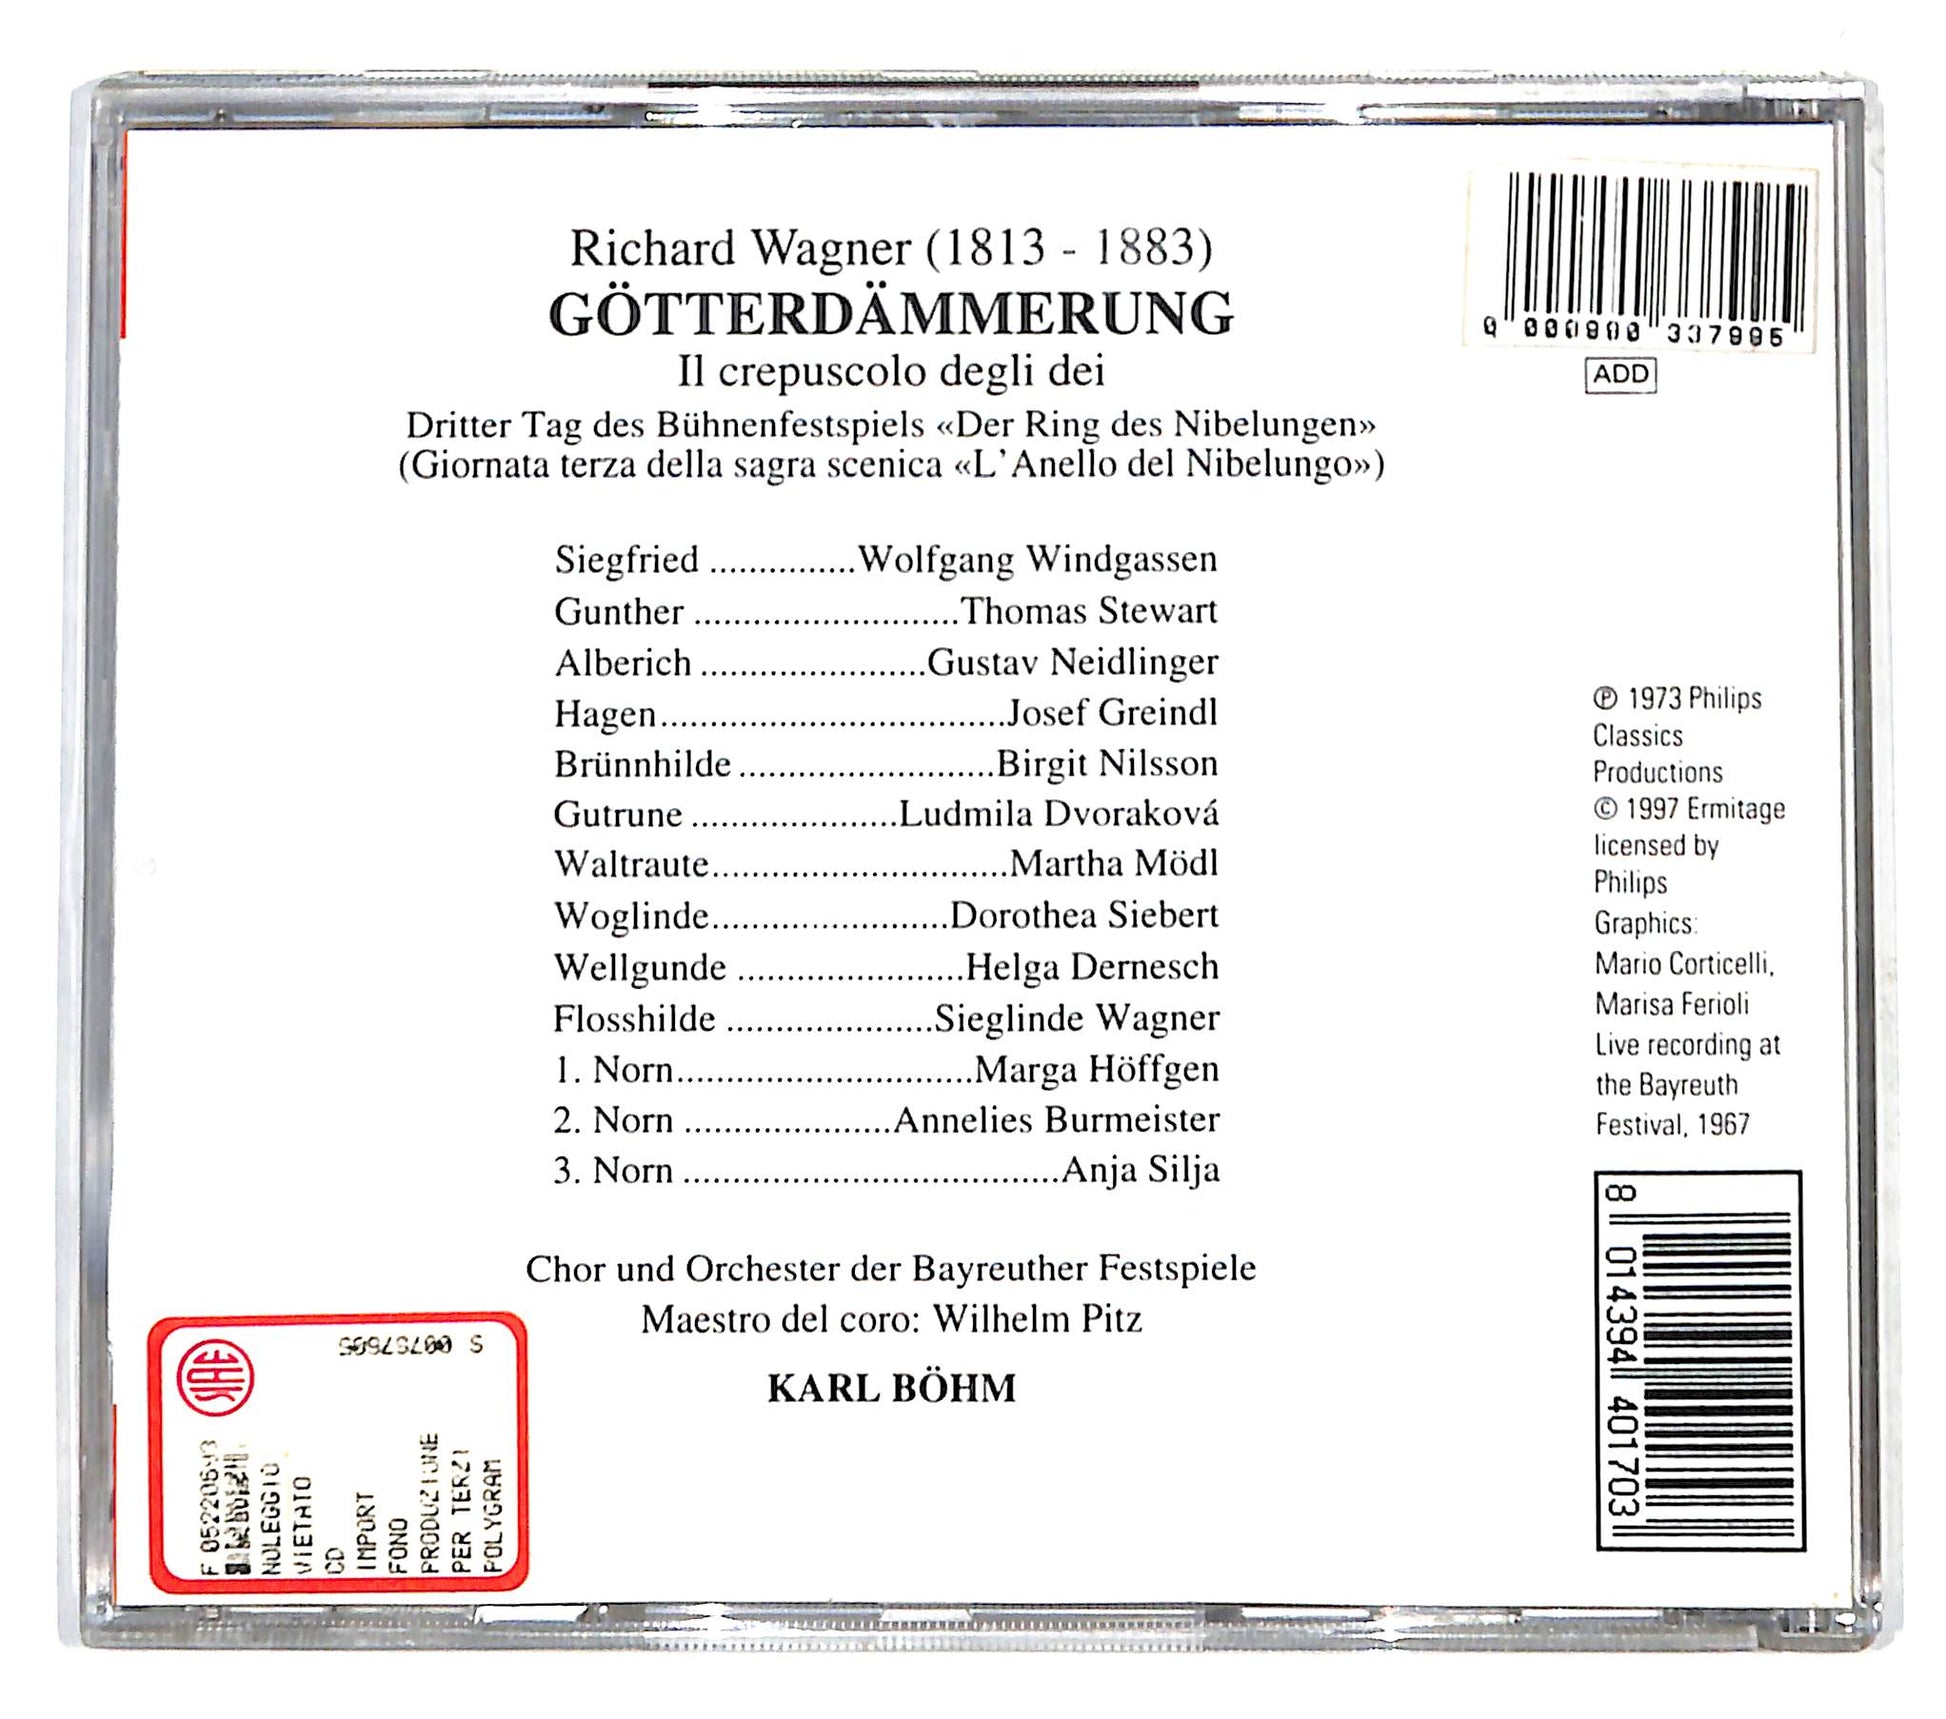 Richard Wagner (1813 - 1883)
GÖTTERDÄMMERUNG
Il crepuscolo degli dei
Dritter Tag des Bühnenfestspiels «Der Ring des Nibelungen»
(Giornata terza della sagra scenica «L'Anello del Nibelungo»)
Siegfried ...............Wolfgang Windgassen
Gunther ...........................Thomas Stewart
Alberich .......................Gustav Neidlinger
Hagen...................................Josef Greindl
Brünnhilde ..........................Birgit Nilsson
Gutrune .....................Ludmila Dvoraková
Waltraute..............................Martha Mödl
Woglinde........................Dorothea Siebert
Wellgunde .......................Helga Dernesch
Flosshilde .....................Sieglinde Wagner
1. Norn..............................Marga Höffgen
2. Norn .....................Annelies Burmeister
3. Norn ......................................Anja Silja
Chor und Orchester der Bayreuther Festspiele
Maestro del coro: Wilhelm Pitz
KARL BÖHM
ADD
℗ 1973 Philips
Classics
Productions
© 1997 Ermitage
licensed by
Philips
Graphics:
Mario Corticelli,
Marisa Ferioli
Live recording at
the Bayreuth
Festival, 1967
8 014394 401703
SIAE
NOLEGGIO
VIETATO
CD
IMPORT
FONO
PRODUZIONE
PER TERZI
POLYGRAM